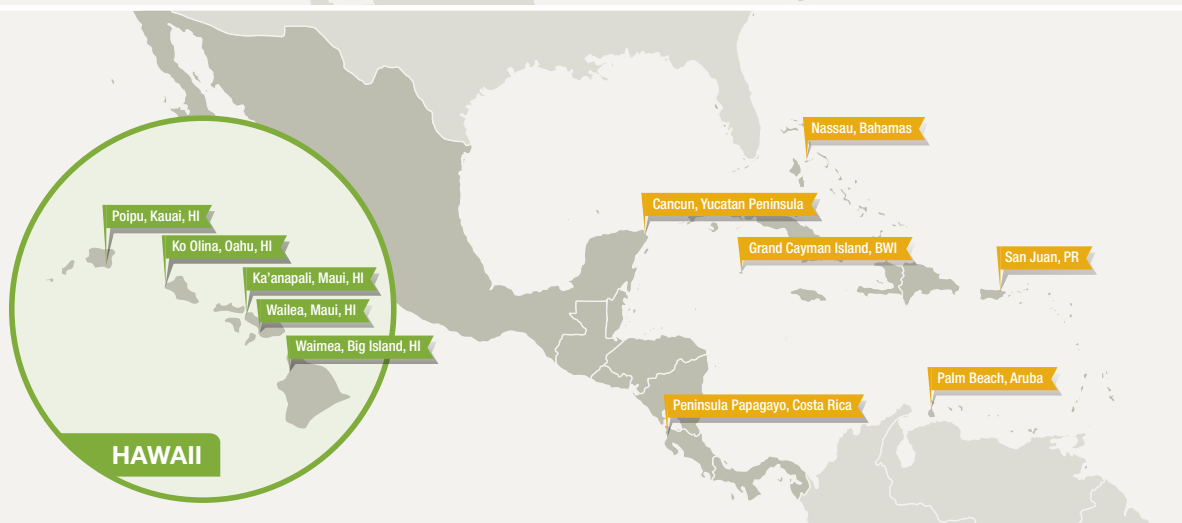 Nassau, Bahamas
Cancun, Yucatan Peninsula
Poipu, Kauai, HI
Ko Olina, Oahu, HI
Grand Cayman Island, BWI
San Juan, PR
Ka'anapali, Maui, HI
Wailea, Maui, HI
Waimea, Big Island, HI
Palm Beach, Aruba
Peninsula Papagayo, Costa Rica
HAWAII